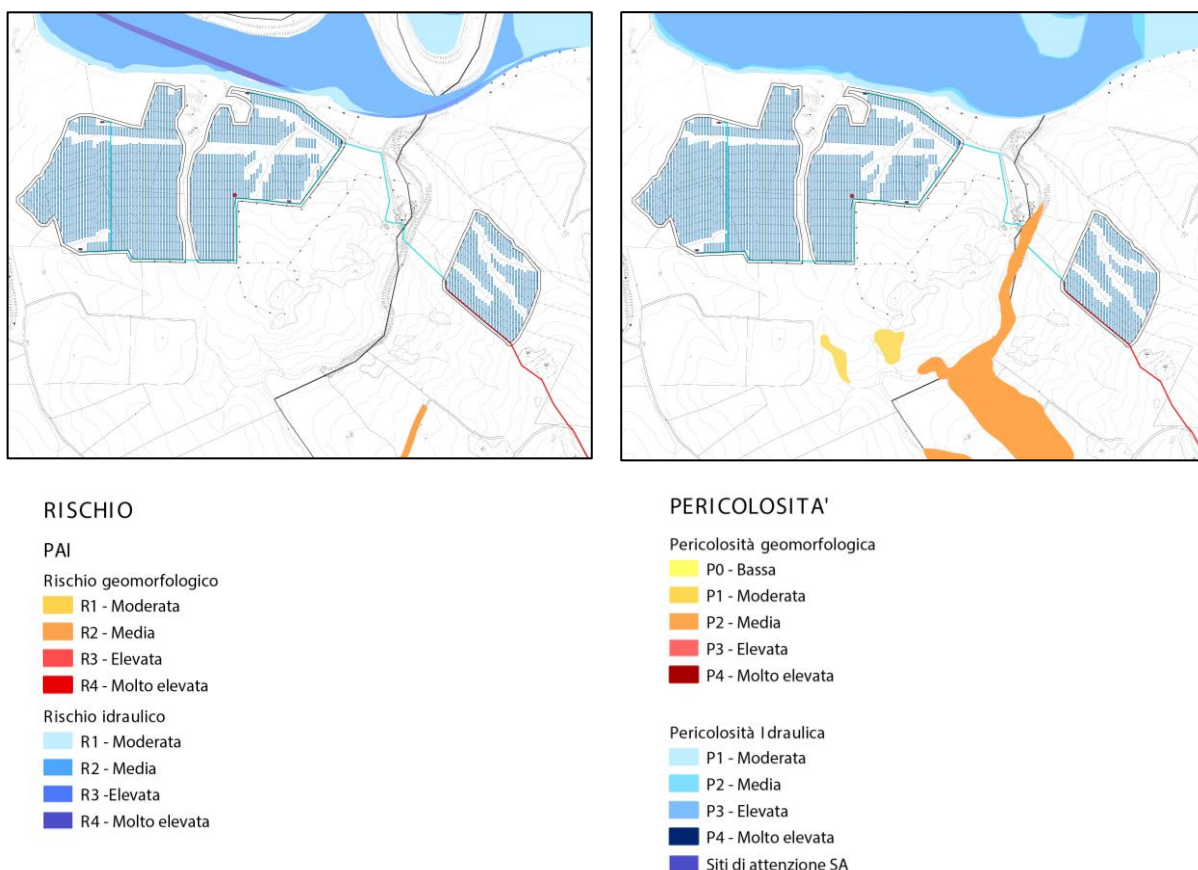 RISCHIO
PAI
Rischio geomorfologico
R1 - Moderata
R2 - Media
R3 - Elevata
R4 - Molto elevata
Rischio idraulico
R1 - Moderata
R2 - Media
R3 -Elevata
R4 - Molto elevata
PERICOLOSITA'
Pericolosità geomorfologica
P0 - Bassa
P1 - Moderata
P2 - Media
P3 - Elevata
P4 - Molto elevata
Pericolosità Idraulica
P1 - Moderata
P2 - Media
P3 - Elevata
P4 - Molto elevata
Siti di attenzione SA